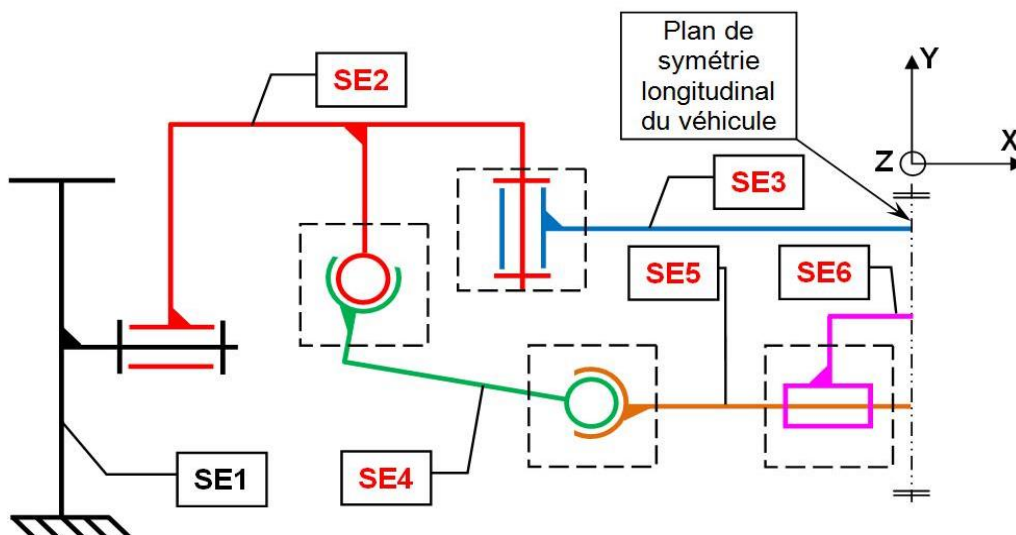 Plan de
symétrie
longitudinal
du véhicule
Y
X
Z
SE2
SE3
SE5
SE6
SE1
SE4